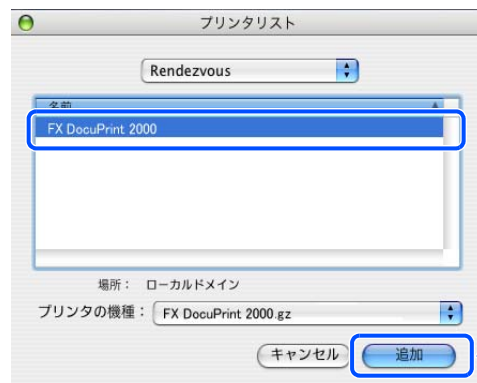 プリンタリスト
Rendezvous
名前
FX DocuPrint 2000
場所： ローカルドメイン
プリンタの機種： FX DocuPrint 2000.gz
キャンセル 追加